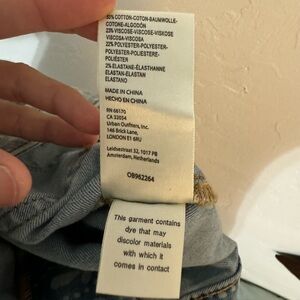 53% COTTON-COTON-BAUMWOLLE-
COTONE-ALGODÓN
23% VISCOSE-VISCOSE-VISKOSE
VISCOSA-VISCOSA
22% POLYESTER-POLYESTER-
POLYESTER-POLIESTERE-
POLIÉSTER
2% ELASTANE-ÉLASTHANNE
ELASTAN-ELASTAN
ELASTANO
MADE IN CHINA
HECHO EN CHINA
RN 66170
CA 32054
Urban Outfitters, Inc.
146 Brick Lane,
LONDON E1 6RU
Leidsestraat 32, 1017 PB
Amsterdam, Netherlands
OB962264
This garment contains
dye that may
discolor materials
with which it
comes in contact